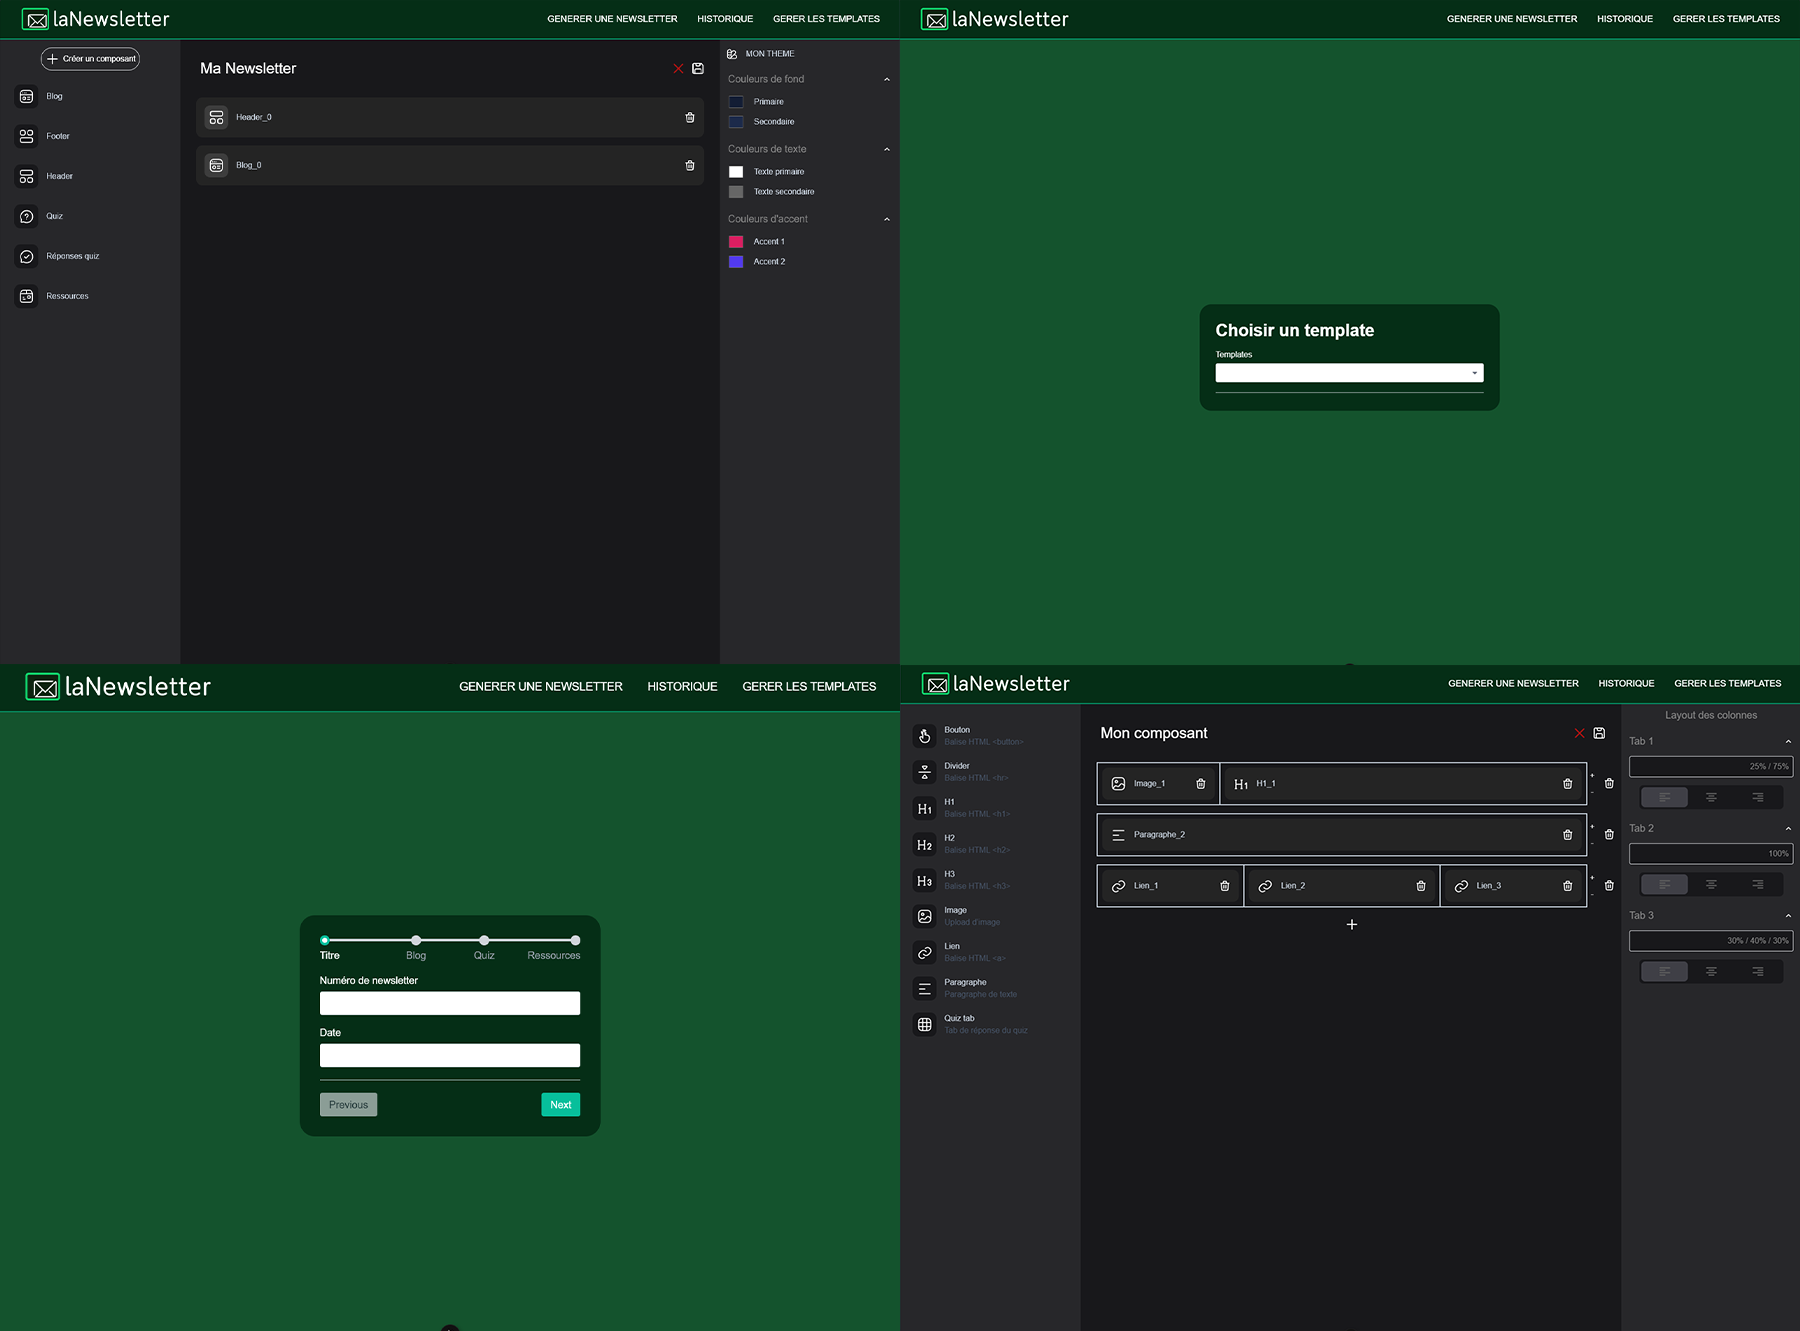 laNewsletter
GENERER UNE NEWSLETTER HISTORIQUE GERER LES TEMPLATES
Créer un composant
Blog
Footer
Header
Quiz
Réponses quiz
Ressources
Ma Newsletter
Header_0
Blog_0
MON THEME
Couleurs de fond
Primaire
Secondaire
Couleurs de texte
Texte primaire
Texte secondaire
Couleurs d'accent
Accent 1
Accent 2
laNewsletter
GENERER UNE NEWSLETTER HISTORIQUE GERER LES TEMPLATES
Choisir un template
Templates
laNewsletter
GENERER UNE NEWSLETTER HISTORIQUE GERER LES TEMPLATES
Titre Blog Quiz Ressources
Numéro de newsletter
Date
Previous Next
laNewsletter
GENERER UNE NEWSLETTER HISTORIQUE GERER LES TEMPLATES
Bouton
Balise HTML <button>
Divider
Balise HTML <hr>
H1
H1
Balise HTML <h1>
H2
H2
Balise HTML <h2>
H3
H3
Balise HTML <h3>
Image
Upload d'image
Lien
Balise HTML <a>
Paragraphe
Paragraphe de texte
Quiz tab
Tab de réponse du quiz
Mon composant
Image_1 H1 H1_1
Paragraphe_2
Lien_1 Lien_2 Lien_3
Layout des colonnes
Tab 1
25% / 75%
Tab 2
100%
Tab 3
30% / 40% / 30%